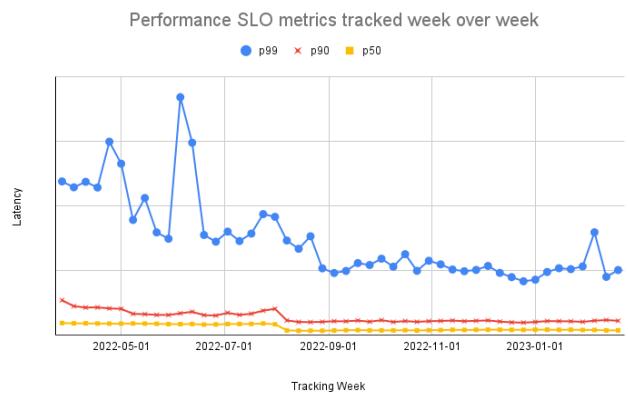 Performance SLO metrics tracked week over week
p99 p90 p50
Latency
2022-05-01 2022-07-01 2022-09-01 2022-11-01 2023-01-01
Tracking Week